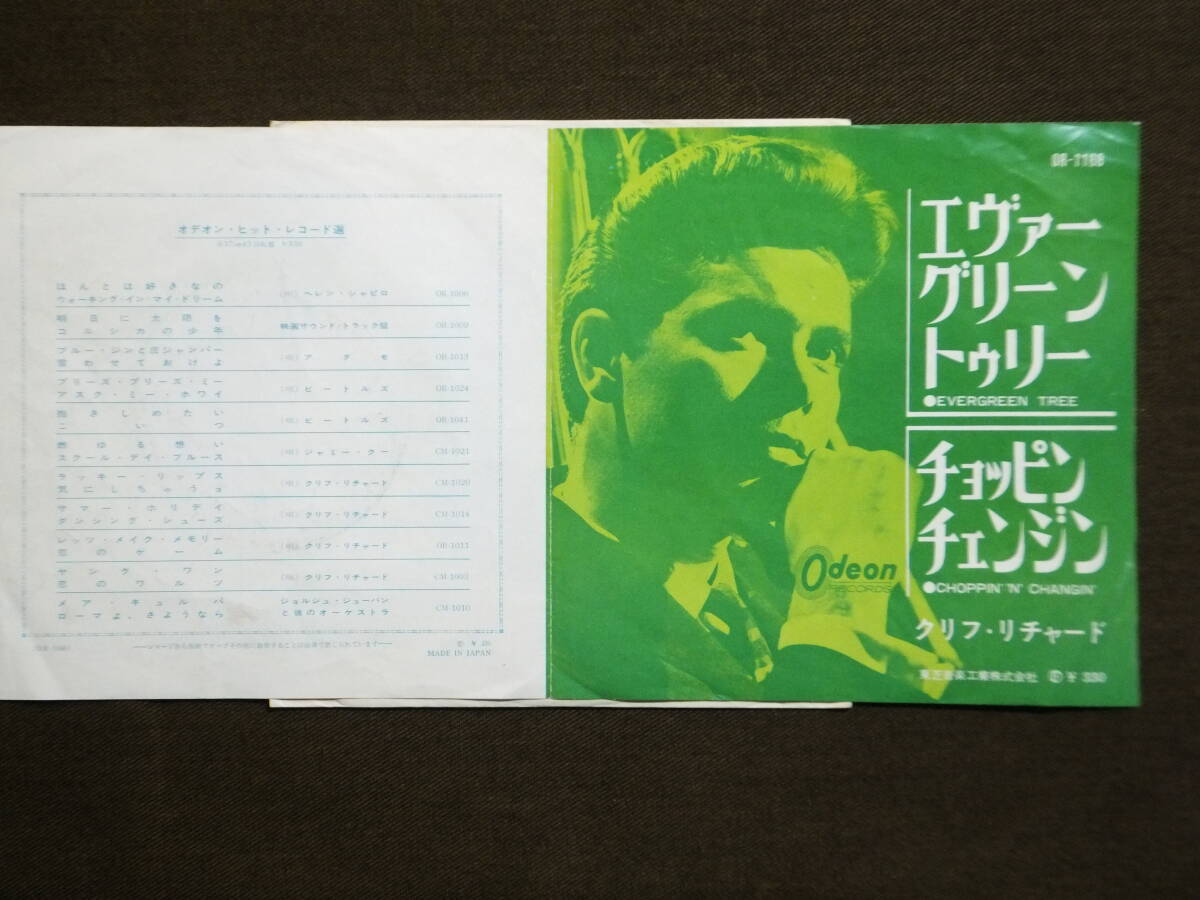 オデオン・ヒット・レコード選
ほんとは好きなの
ウォーキング・イン・マイ・ドリーム
(唄) ヘレン・シャピロ
OR-1006
明日に太陽を
コルシカの少年
映画サウンド・トラック盤
OR-1009
ブルー・ジンと皮ジャンパー
言わせておけよ
(唄) アダモ
OR-1013
プリーズ・プリーズ・ミー
アスク・ミー・ホワイ
(唄) ビートルズ
OR-1024
抱きしめたい
こいつ
(唄) ビートルズ
OR-1041
燃ゆる想い
スクール・デイ・ブルース
(唄) ジャミー・クー
CM-1021
ラッキー・リップス
気にしちゃうヨ
(唄) クリフ・リチャード
CM-1020
サマー・ホリデイ
ダンシング・シューズ
(唄) クリフ・リチャード
CM-1014
レッツ・メイク・メモリー
恋のゲーム
(唄) クリフ・リチャード
OR-1011
ヤング・ワン
恋のワルツ
(唄) クリフ・リチャード
メア・キュルパ
ローマよ、さようなら
ジョルジュ・ジューバン
と彼のオーケストラ
CM-1010
MADE IN JAPAN
エヴァー
グリーン
トゥリー
●EVERGREEN TREE
チョッピン
チェンジン
●CHOPPIN' 'N' CHANGIN'
Odeon
RECORDS
クリフ・リチャード
東芝音楽工業株式会社 ¥ 330